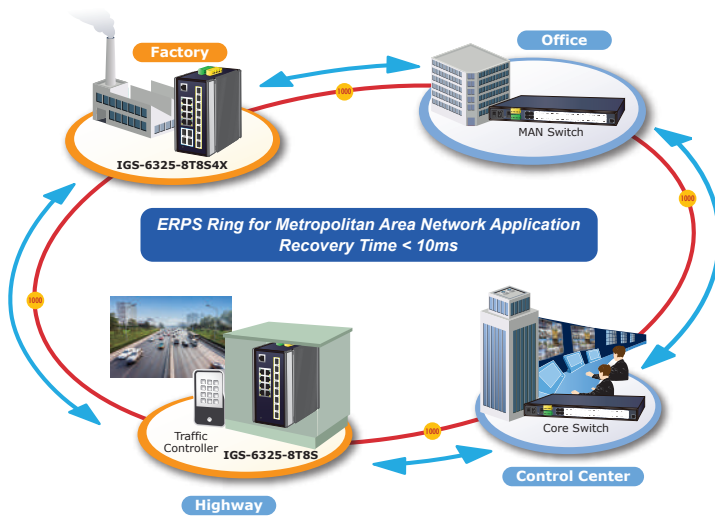 Factory
Office
1000
MAN Switch
IGS-6325-8T8S4X
1000
ERPS Ring for Metropolitan Area Network Application
Recovery Time < 10ms
1000
Traffic
Controller
IGS-6325-8T8S
1000
Core Switch
Control Center
Highway